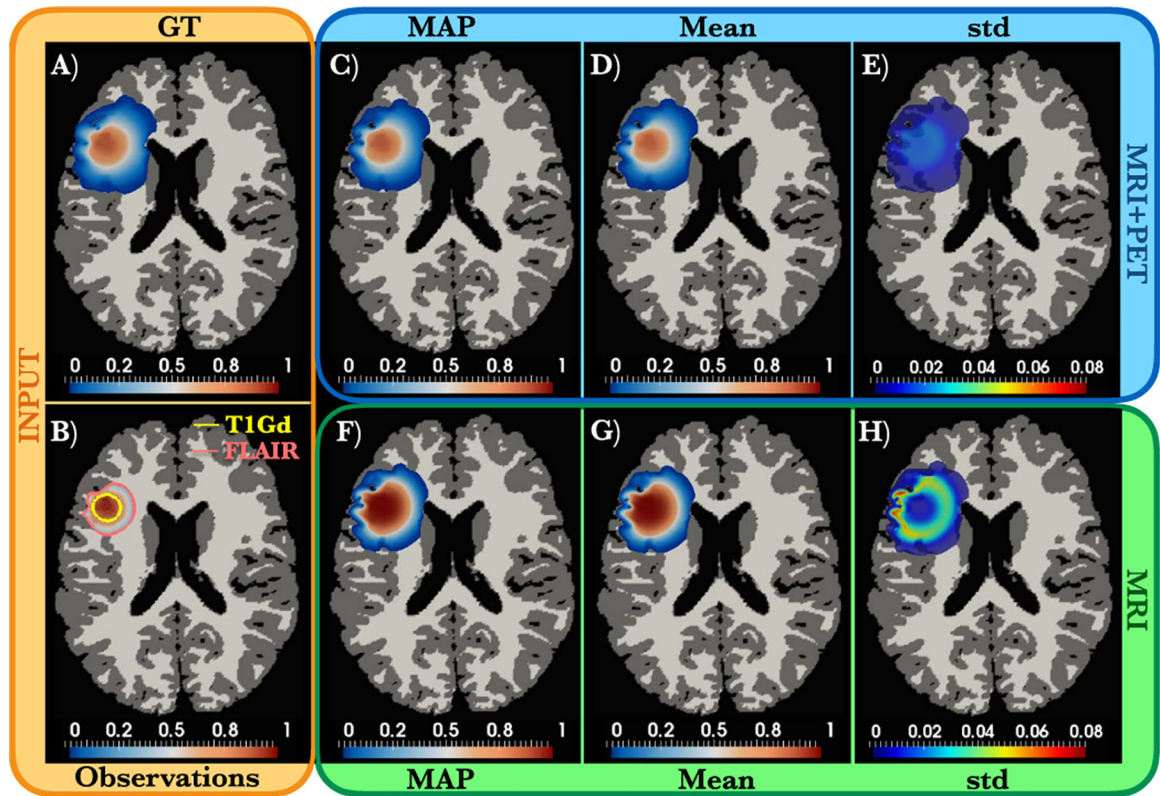 GT
MAP
Mean
std
A)
C)
D)
E)
0 0.2 0.5 0.8 1
0 0.2 0.5 0.8 1
0 0.2 0.5 0.8 1
0 0.02 0.04 0.06 0.08
MRI+PET
INPUT
B)
T1Gd
FLAIR
F)
G)
H)
0 0.2 0.5 0.8 1
0 0.2 0.5 0.8 1
0 0.2 0.5 0.8 1
0 0.02 0.04 0.06 0.08
MRI
Observations
MAP
Mean
std